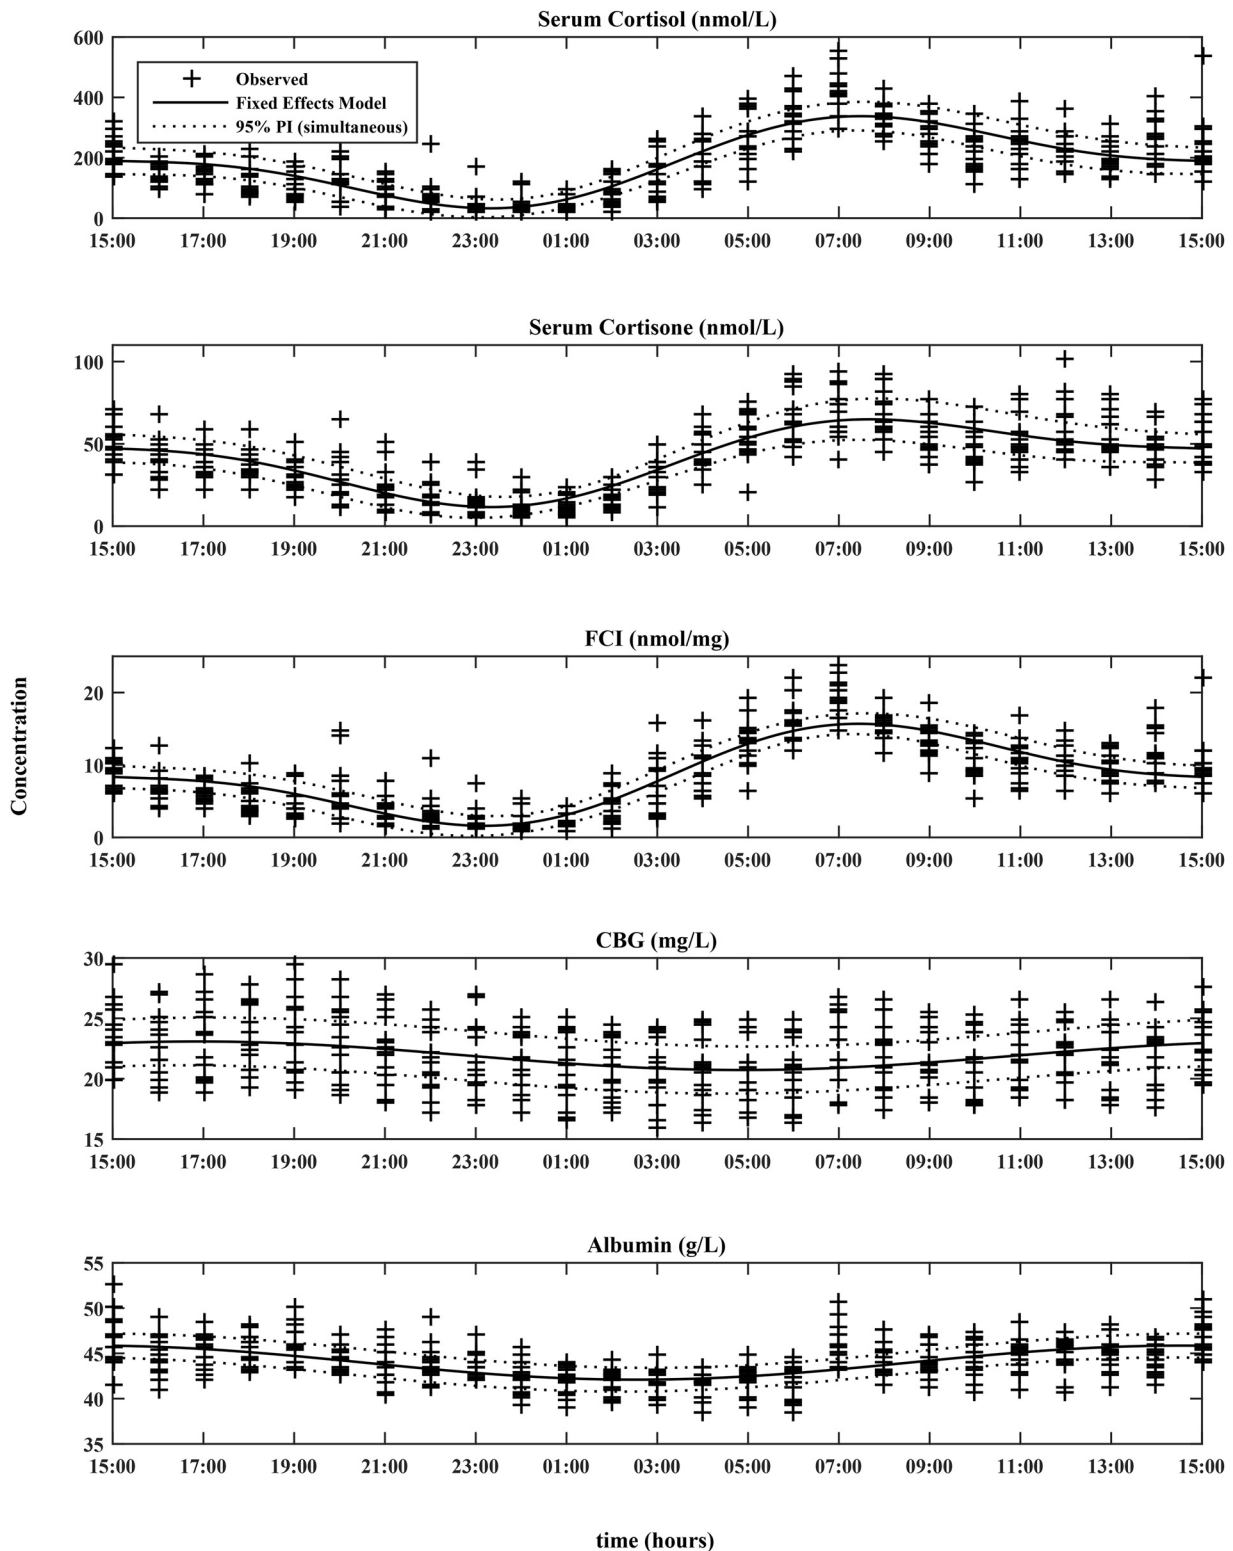 Serum Cortisol (nmol/L)
600
400
200
0
Observed
Fixed Effects Model
95% PI (simultaneous)
15:00 17:00 19:00 21:00 23:00 01:00 03:00 05:00 07:00 09:00 11:00 13:00 15:00
Serum Cortisone (nmol/L)
100
50
0
15:00 17:00 19:00 21:00 23:00 01:00 03:00 05:00 07:00 09:00 11:00 13:00 15:00
FCI (nmol/mg)
20
10
0
15:00 17:00 19:00 21:00 23:00 01:00 03:00 05:00 07:00 09:00 11:00 13:00 15:00
Concentration
CBG (mg/L)
30
25
20
15
15:00 17:00 19:00 21:00 23:00 01:00 03:00 05:00 07:00 09:00 11:00 13:00 15:00
Albumin (g/L)
55
50
45
40
35
15:00 17:00 19:00 21:00 23:00 01:00 03:00 05:00 07:00 09:00 11:00 13:00 15:00
time (hours)